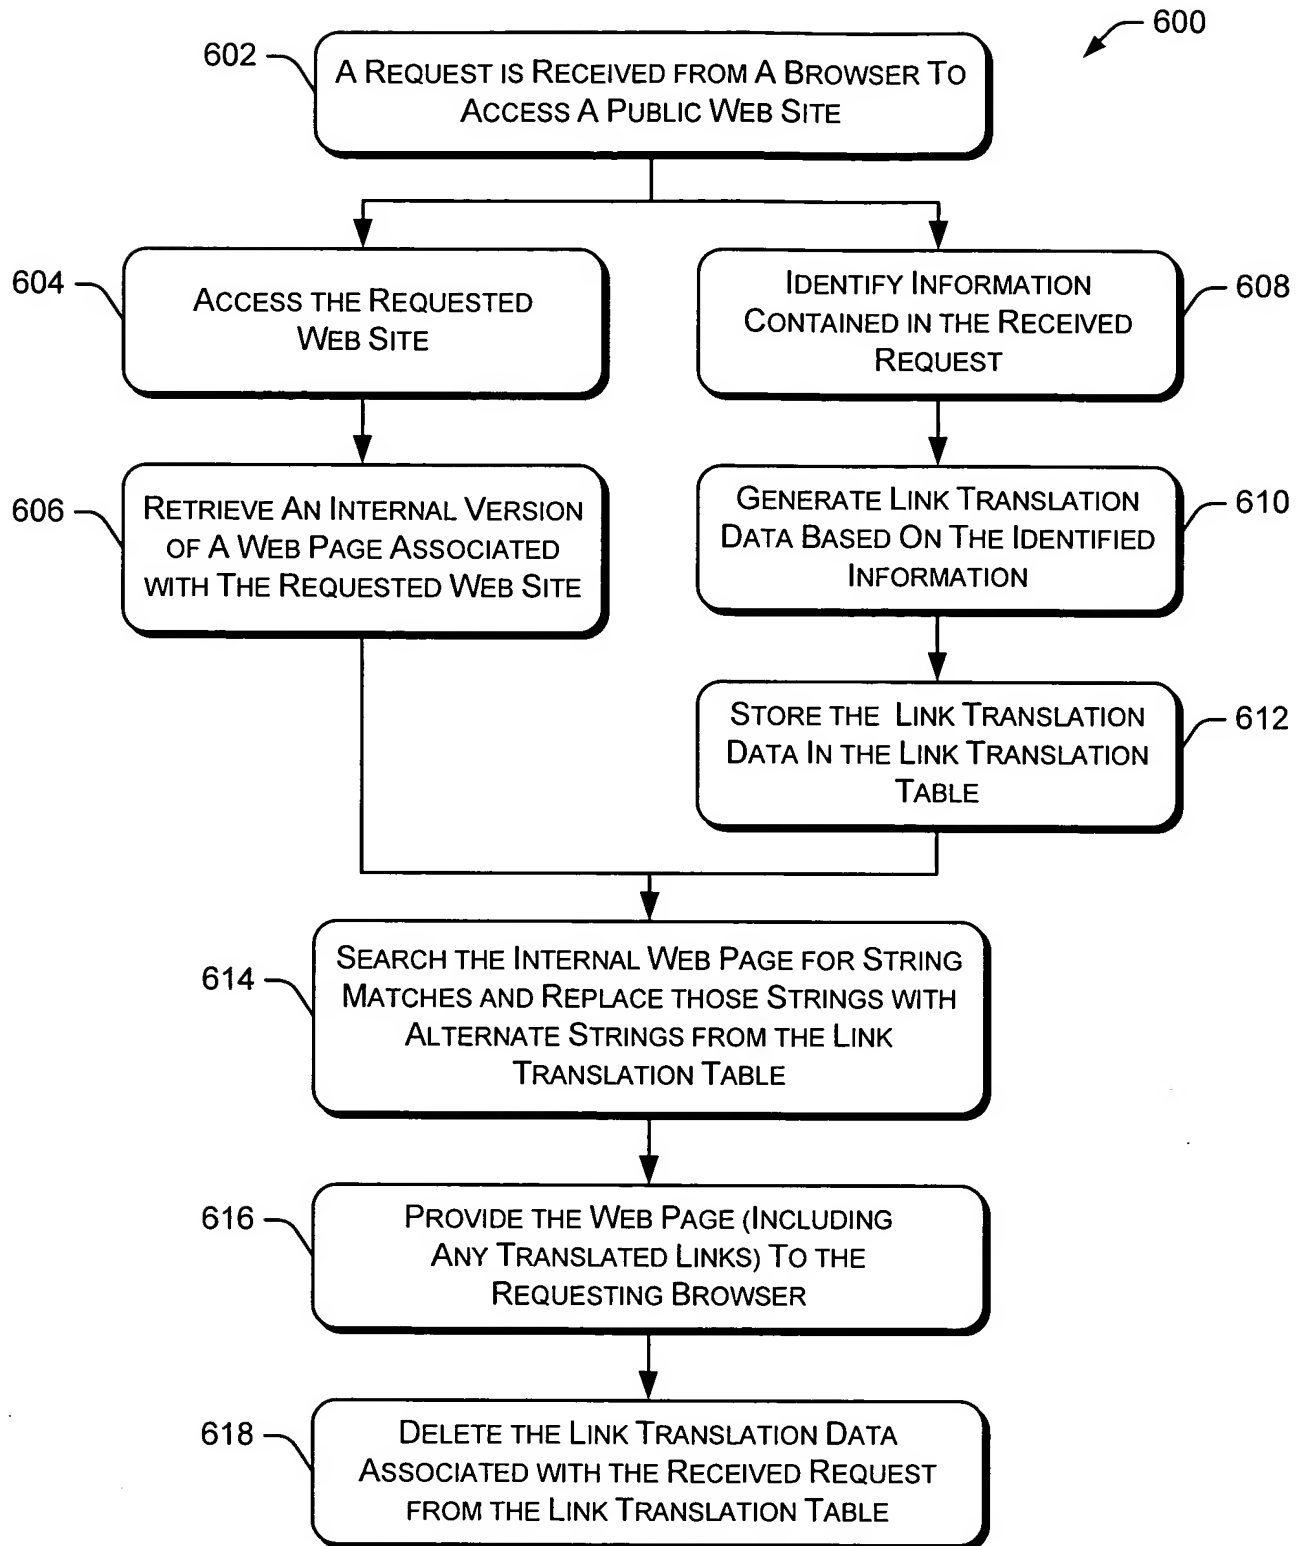 600
602
A REQUEST IS RECEIVED FROM A BROWSER TO
ACCESS A PUBLIC WEB SITE
604
ACCESS THE REQUESTED
WEB SITE
608
IDENTIFY INFORMATION
CONTAINED IN THE RECEIVED
REQUEST
606
RETRIEVE AN INTERNAL VERSION
OF A WEB PAGE ASSOCIATED
WITH THE REQUESTED WEB SITE
610
GENERATE LINK TRANSLATION
DATA BASED ON THE IDENTIFIED
INFORMATION
612
STORE THE LINK TRANSLATION
DATA IN THE LINK TRANSLATION
TABLE
614
SEARCH THE INTERNAL WEB PAGE FOR STRING
MATCHES AND REPLACE THOSE STRINGS WITH
ALTERNATE STRINGS FROM THE LINK
TRANSLATION TABLE
616
PROVIDE THE WEB PAGE (INCLUDING
ANY TRANSLATED LINKS) TO THE
REQUESTING BROWSER
618
DELETE THE LINK TRANSLATION DATA
ASSOCIATED WITH THE RECEIVED REQUEST
FROM THE LINK TRANSLATION TABLE